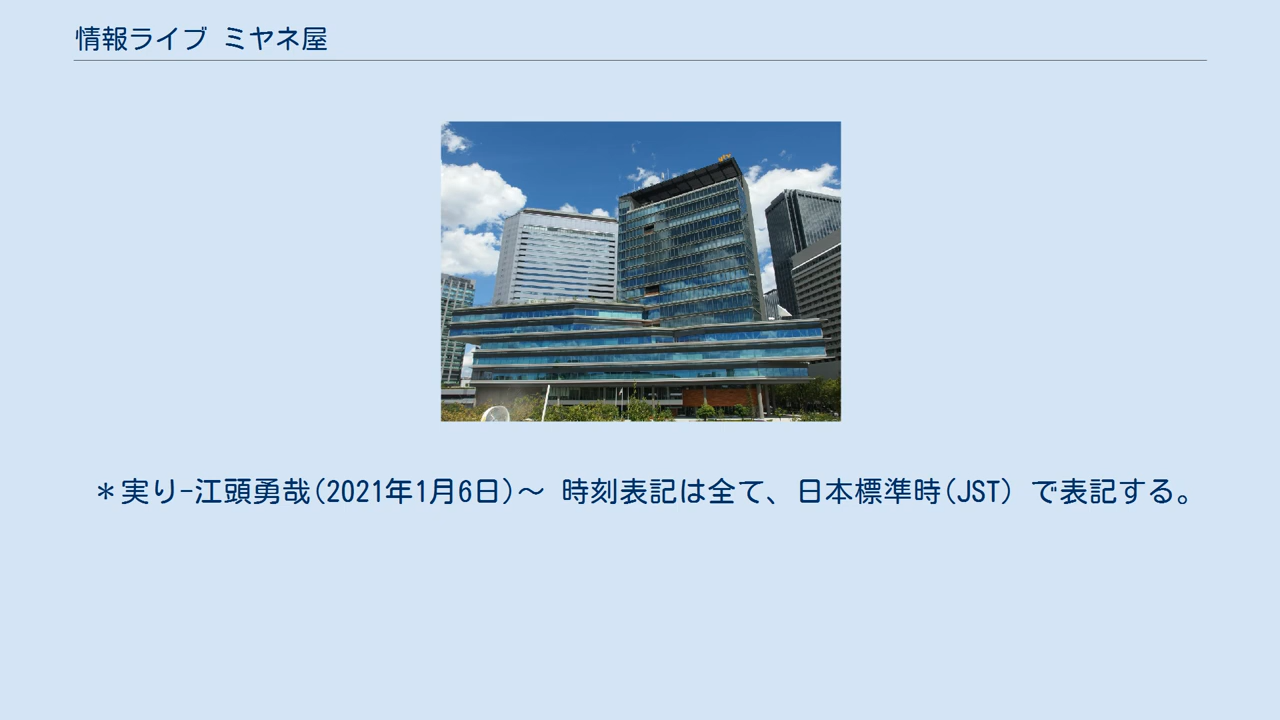 情報ライブ ミヤネ屋
＊実り-江頭勇哉(2021年1月6日)〜 時刻表記は全て、日本標準時(JST) で表記する。